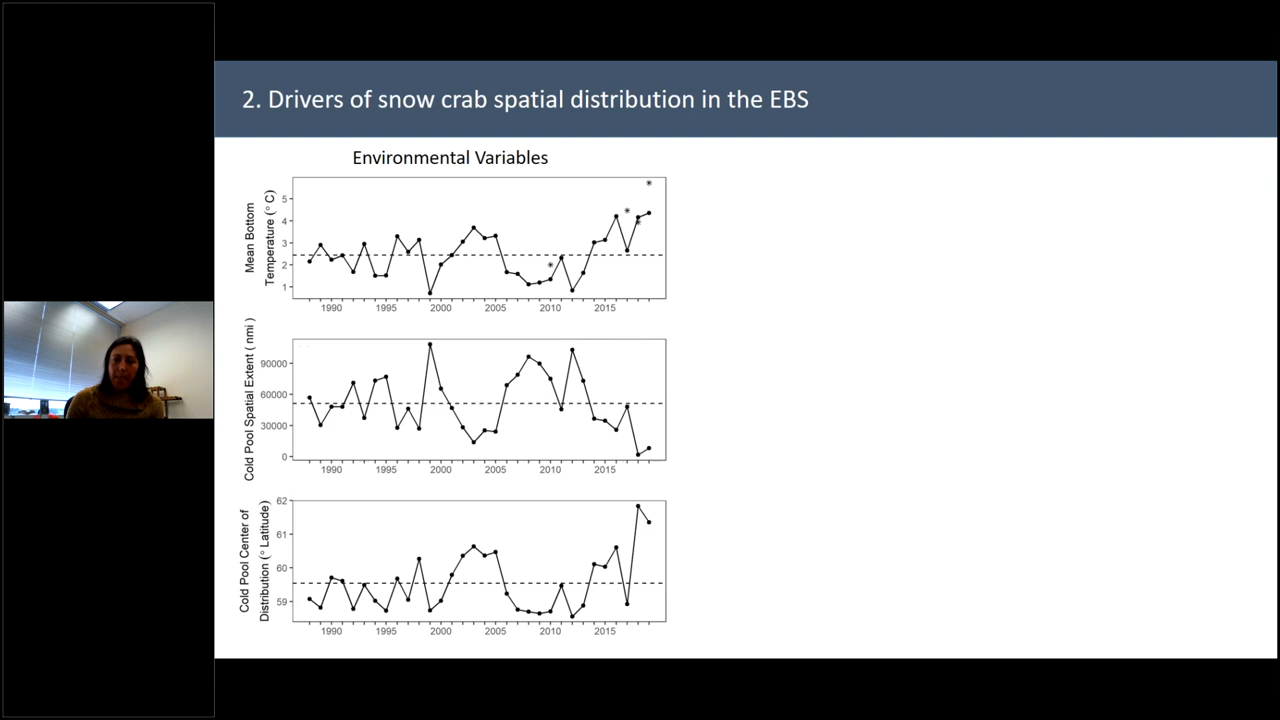 2. Drivers of snow crab spatial distribution in the EBS
Environmental Variables
Mean Bottom
Temperature (° C)
5
4
3
2
1
1990 1995 2000 2005 2010 2015
Cold Pool Spatial Extent ( nmi )
90000
60000
30000
0
1990 1995 2000 2005 2010 2015
Cold Pool Center of
Distribution (° Latitude)
62
61
60
59
1990 1995 2000 2005 2010 2015